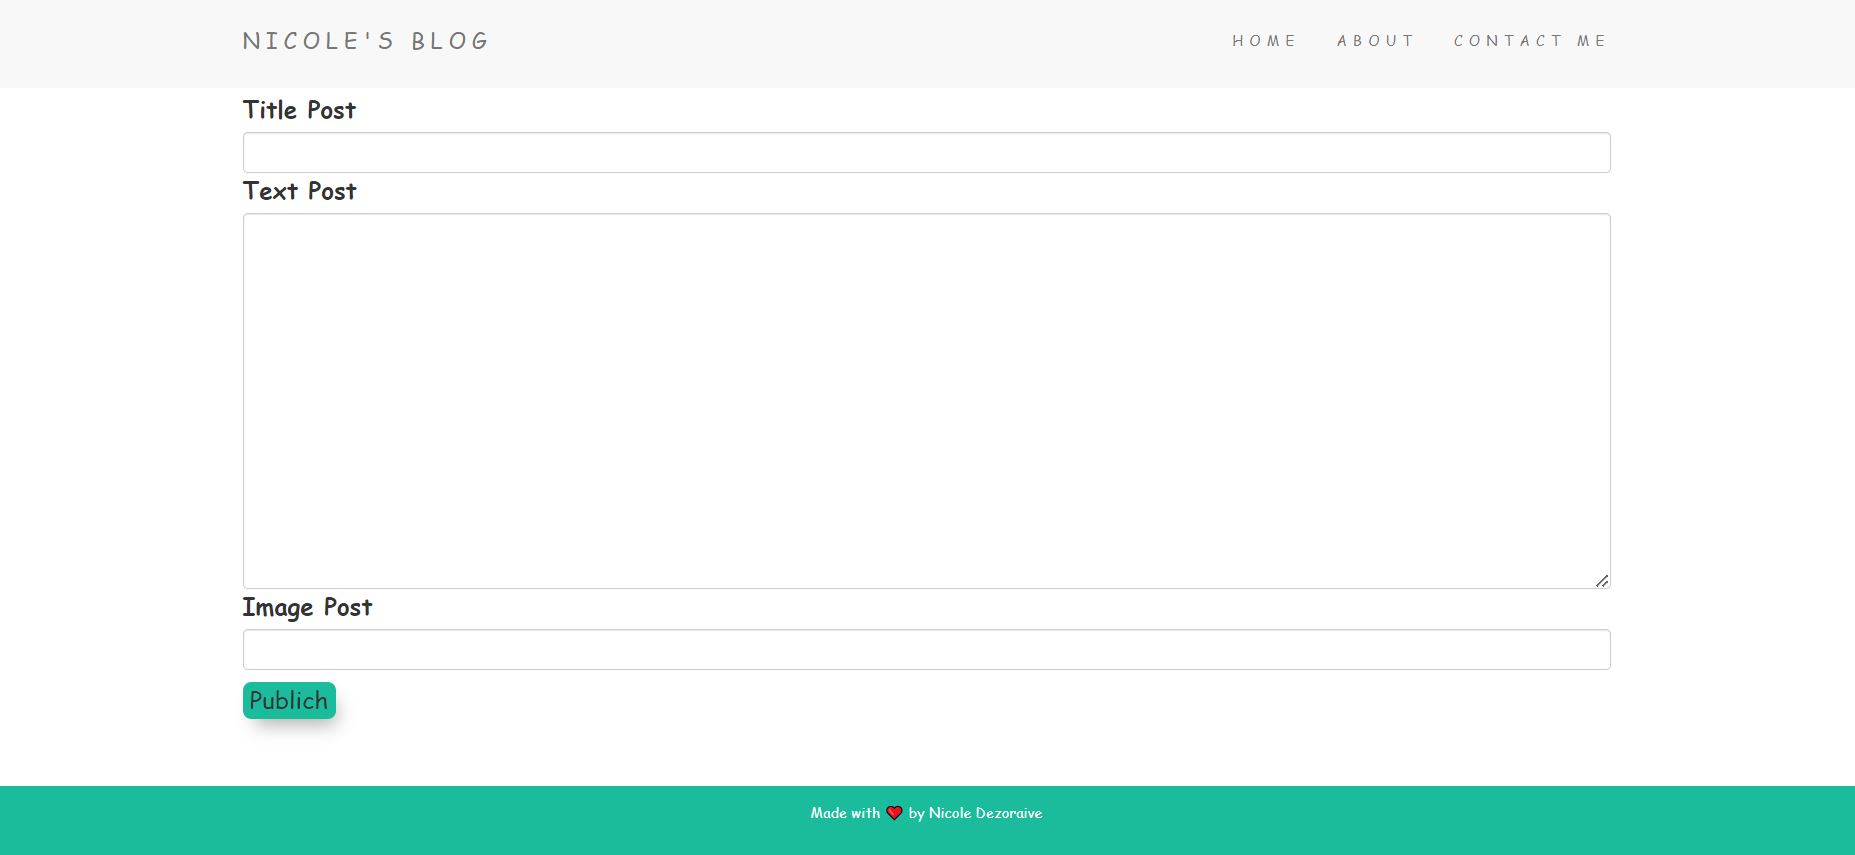 NICOLE'S BLOG HOME ABOUT CONTACT ME
Title Post
Text Post
Image Post
Publich
Made with ❤ by Nicole Dezoraive